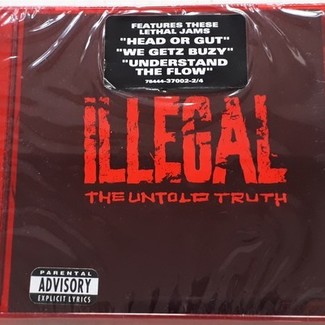 FEATURES THESE
LETHAL JAMS
"HEAD OR GUT"
"WE GETZ BUZY"
"UNDERSTAND
THE FLOW"
78444-37002-2/4
ILLEGAL
THE UNTOLD TRUTH
PARENTAL
ADVISORY
EXPLICIT LYRICS